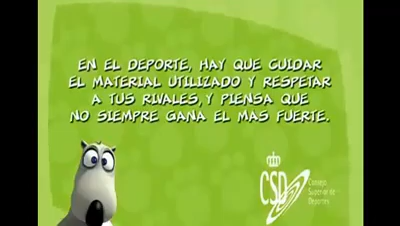 EN EL DEPORTE, HAY QUE CUIDAR
EL MATERIAL UTILIZADO Y RESPETAR
A TUS RIVALES, Y PIENSA QUE
NO SIEMPRE GANA EL MAS FUERTE.
CSD
Consejo
Superior de
Deportes